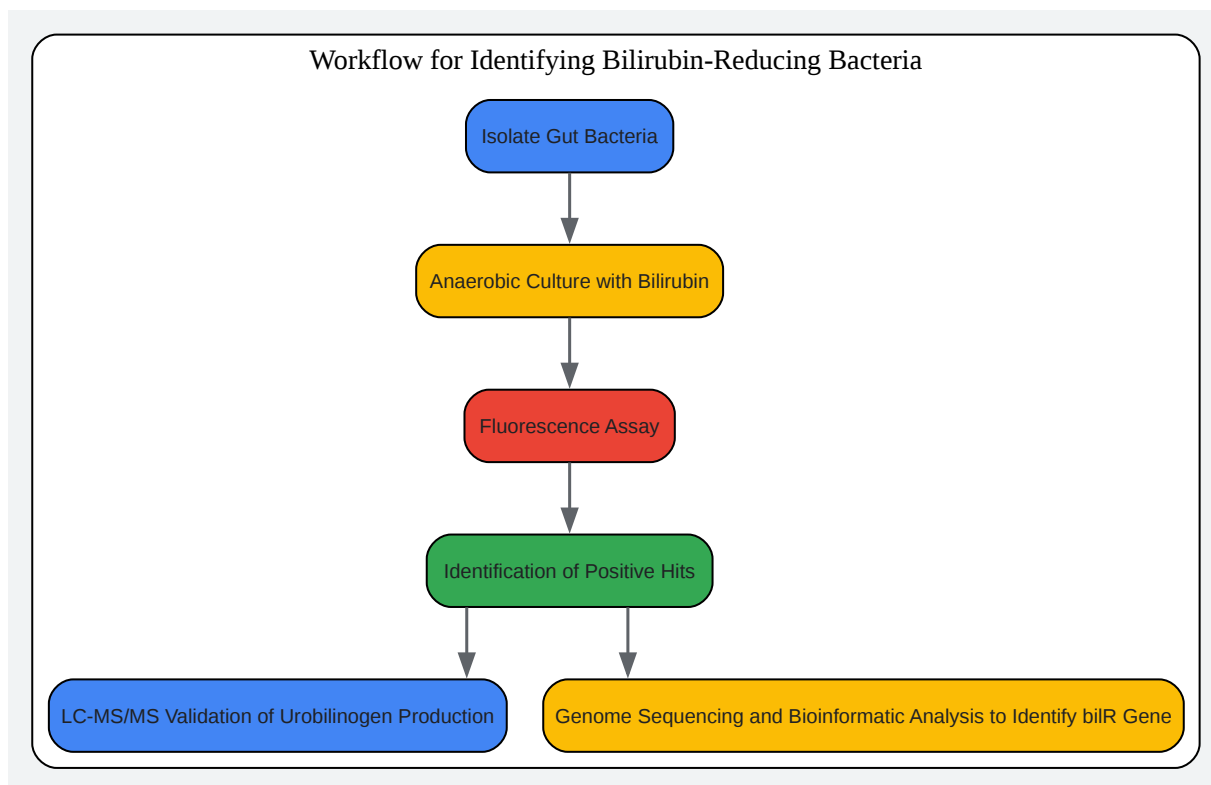 Workflow for Identifying Bilirubin-Reducing Bacteria
Isolate Gut Bacteria
Anaerobic Culture with Bilirubin
Fluorescence Assay
Identification of Positive Hits
LC-MS/MS Validation of Urobilinogen Production
Genome Sequencing and Bioinformatic Analysis to Identify bilR Gene